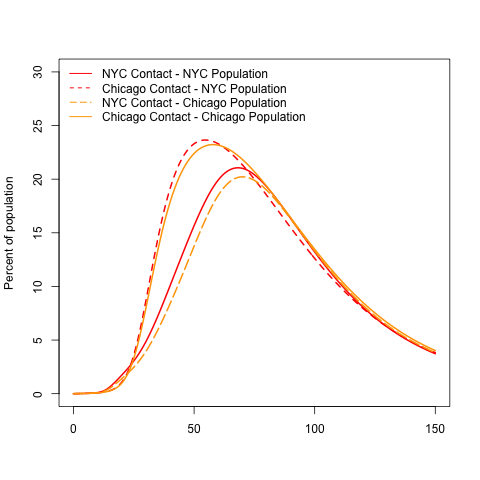 NYC Contact - NYC Population
Chicago Contact - NYC Population
NYC Contact - Chicago Population
Chicago Contact - Chicago Population
Percent of population
30
25
20
15
10
5
0
0 50 100 150